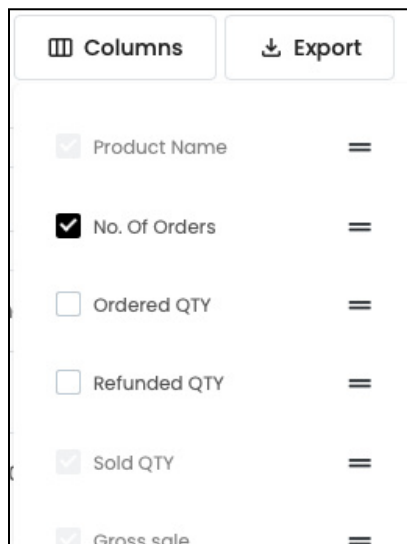 Columns
Export
Product Name
No. Of Orders
Ordered QTY
Refunded QTY
Sold QTY
Gross sale